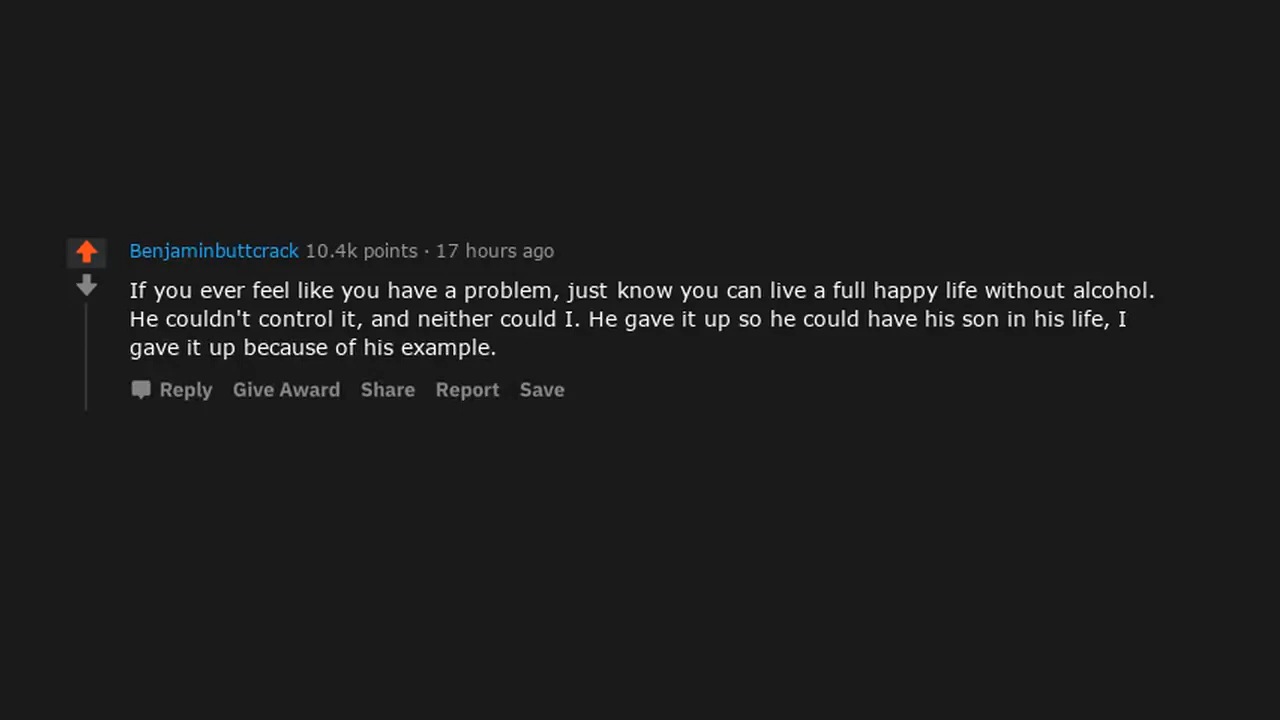 Benjaminbuttcrack 10.4k points · 17 hours ago
If you ever feel like you have a problem, just know you can live a full happy life without alcohol.
He couldn't control it, and neither could I. He gave it up so he could have his son in his life, I
gave it up because of his example.
Reply Give Award Share Report Save